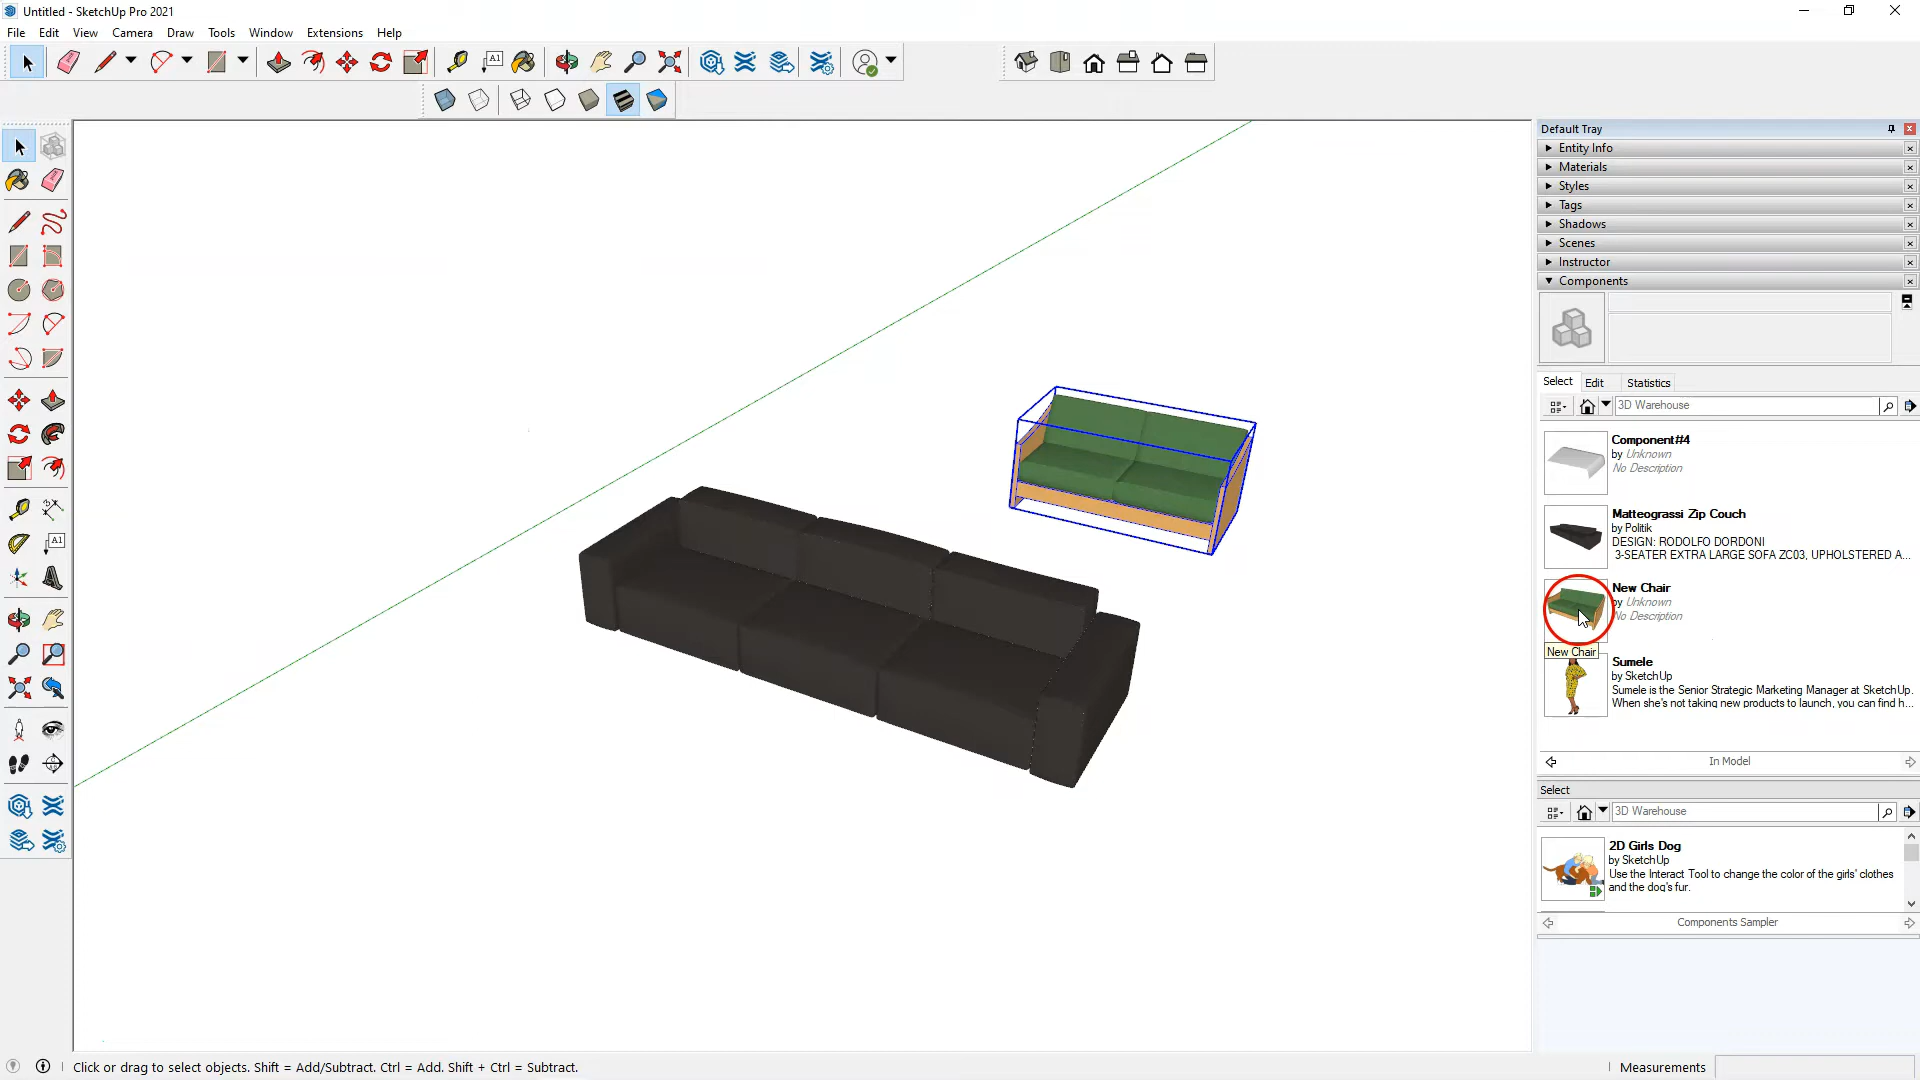 Untitled - SketchUp Pro 2021
File Edit View Camera Draw Tools Window Extensions Help
A1
Default Tray
Entity Info
Materials
Styles
Tags
Shadows
Scenes
Instructor
Components
Select Edit Statistics
3D Warehouse
Component#4
by Unknown
No Description
Matteograssi Zip Couch
by Politik
DESIGN: RODOLFO DORDONI
3-SEATER EXTRA LARGE SOFA ZC03, UPHOLSTERED A...
New Chair
by Unknown
No Description
New Chair
Sumele
by SketchUp
Sumele is the Senior Strategic Marketing Manager at SketchUp.
When she's not taking new products to launch, you can find h...
In Model
Select
3D Warehouse
2D Girls Dog
by SketchUp
Use the Interact Tool to change the color of the girls' clothes
and the dog's fur.
Components Sampler
A1
Click or drag to select objects. Shift = Add/Subtract. Ctrl = Add. Shift + Ctrl = Subtract.
Measurements